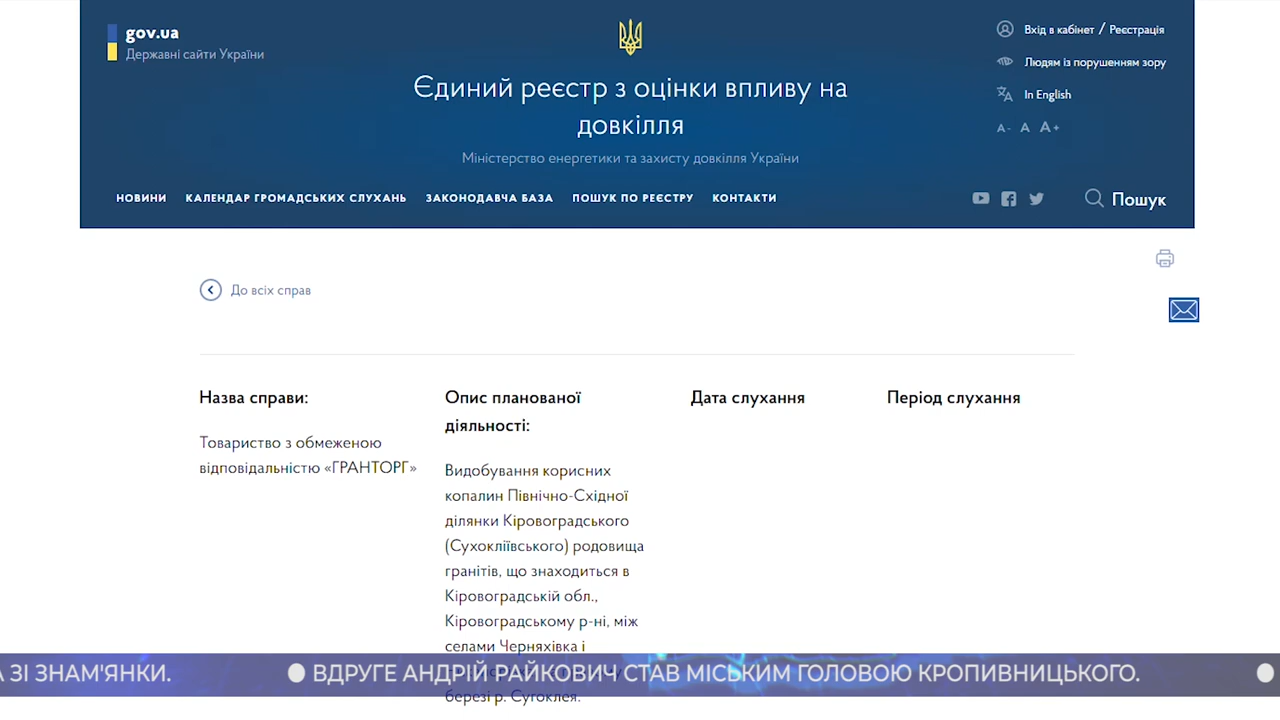 gov.ua
Державні сайти України
Єдиний реєстр з оцінки впливу на
довкілля
Міністерство енергетики та захисту довкілля України
Вхід в кабінет / Реєстрація
Людям із порушенням зору
In English
A- A A+
НОВИНИ КАЛЕНДАР ГРОМАДСЬКИХ СЛУХАНЬ ЗАКОНОДАВЧА БАЗА ПОШУК ПО РЕЄСТРУ КОНТАКТИ
Пошук
До всіх справ
Назва справи:
Товариство з обмеженою
відповідальністю «ГРАНТОРГ»
Опис планованої
діяльності:
Видобування корисних
копалин Північно-Східної
ділянки Кіровоградського
(Сухокліївського) родовища
гранітів, що знаходиться в
Кіровоградській обл.,
Кіровоградському р-ні, між
селами Черняхівка і
березі р. Сугоклея.
Дата слухання
Період слухання
А ЗІ ЗНАМ'ЯНКИ. ВДРУГЕ АНДРІЙ РАЙКОВИЧ СТАВ МІСЬКИМ ГОЛОВОЮ КРОПИВНИЦЬКОГО.